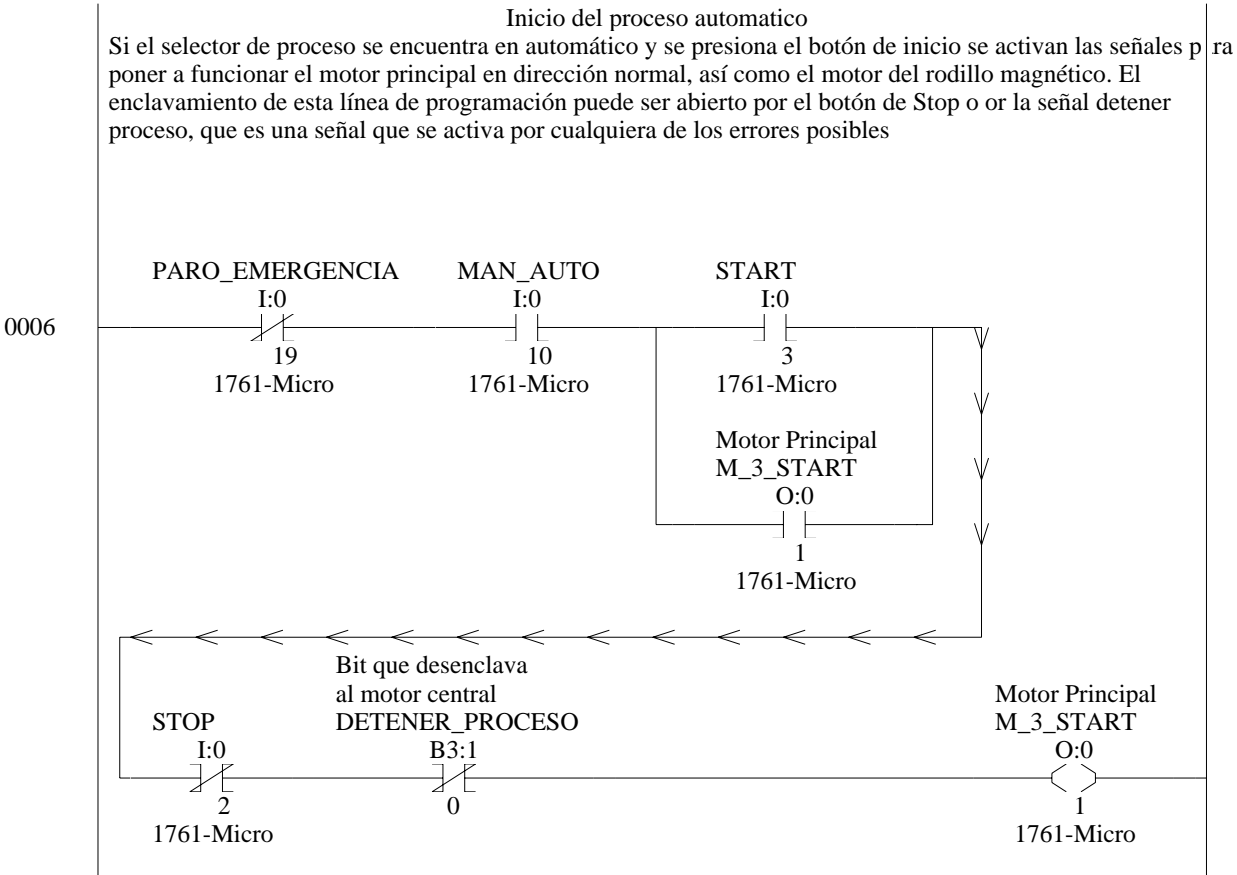 Inicio del proceso automatico
Si el selector de proceso se encuentra en automático y se presiona el botón de inicio se activan las señales p ra
poner a funcionar el motor principal en dirección normal, así como el motor del rodillo magnético. El
enclavamiento de esta línea de programación puede ser abierto por el botón de Stop o or la señal detener
proceso, que es una señal que se activa por cualquiera de los errores posibles
PARO_EMERGENCIA MAN_AUTO START
I:0 I:0 I:0
0006
19 10 3
1761-Micro 1761-Micro 1761-Micro
Motor Principal
M_3_START
O:0
1
1761-Micro
Bit que desenclava
al motor central Motor Principal
STOP DETENER_PROCESO M_3_START
I:0 B3:1 O:0
2 0 1
1761-Micro 1761-Micro